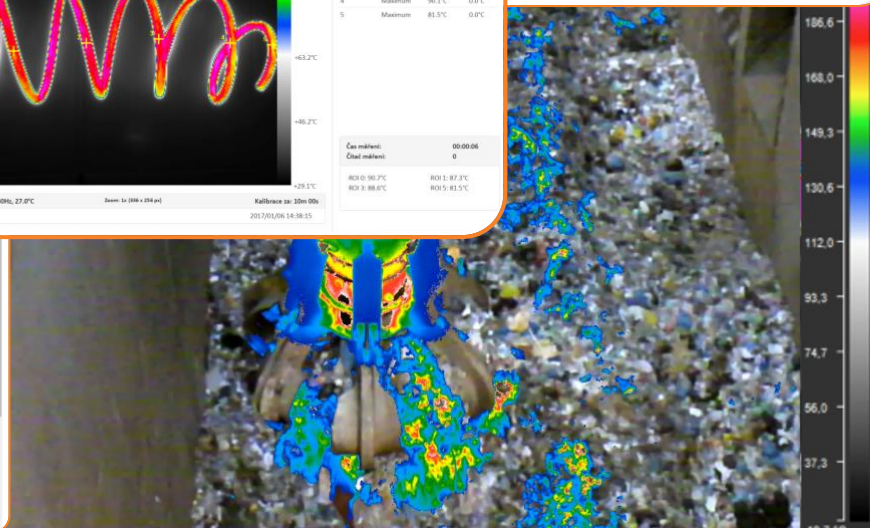 Maximum
5 Maximum 81.5°C 0.0°C
+63.2°C
+46.2°C
+29.1°C
Čas měření: 00:00:06
Čítač měření: 0
ROI 0: 90.7°C ROI 1: 87.3°C
ROI 3: 88.6°C ROI 5: 81.5°C
0Hz, 27.0°C Zoom: 1x (336 x 256 px) Kalibrace za: 10m 00s
2017/01/06 14:38:15
186,6
168,0
149,3
130,6
112,0
93,3
74,7
56,0
37,3